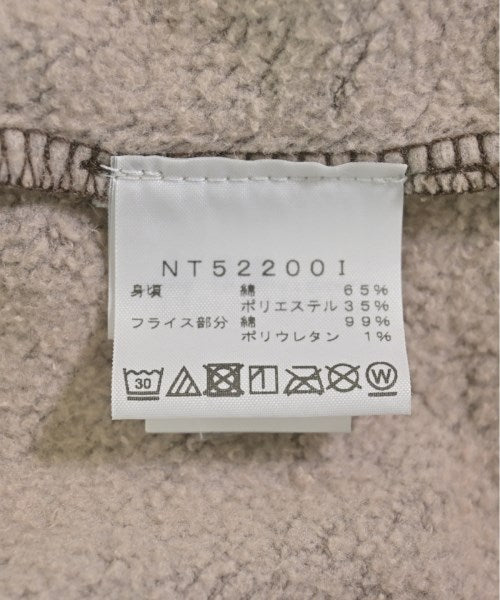 NT52200I
身頃 綿 65%
ポリエステル 35%
フライス部分 綿 99%
ポリウレタン 1%
30 W